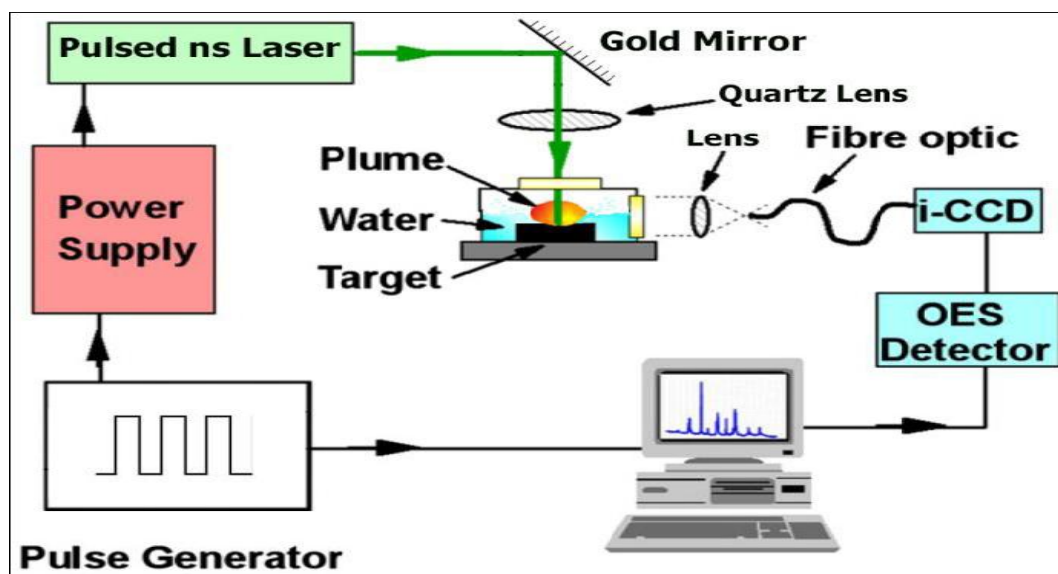 Pulsed ns Laser
Gold Mirror
Quartz Lens
Lens
Fibre optic
Plume
Power
Supply
Water
i-CCD
Target
OES
Detector
Pulse Generator